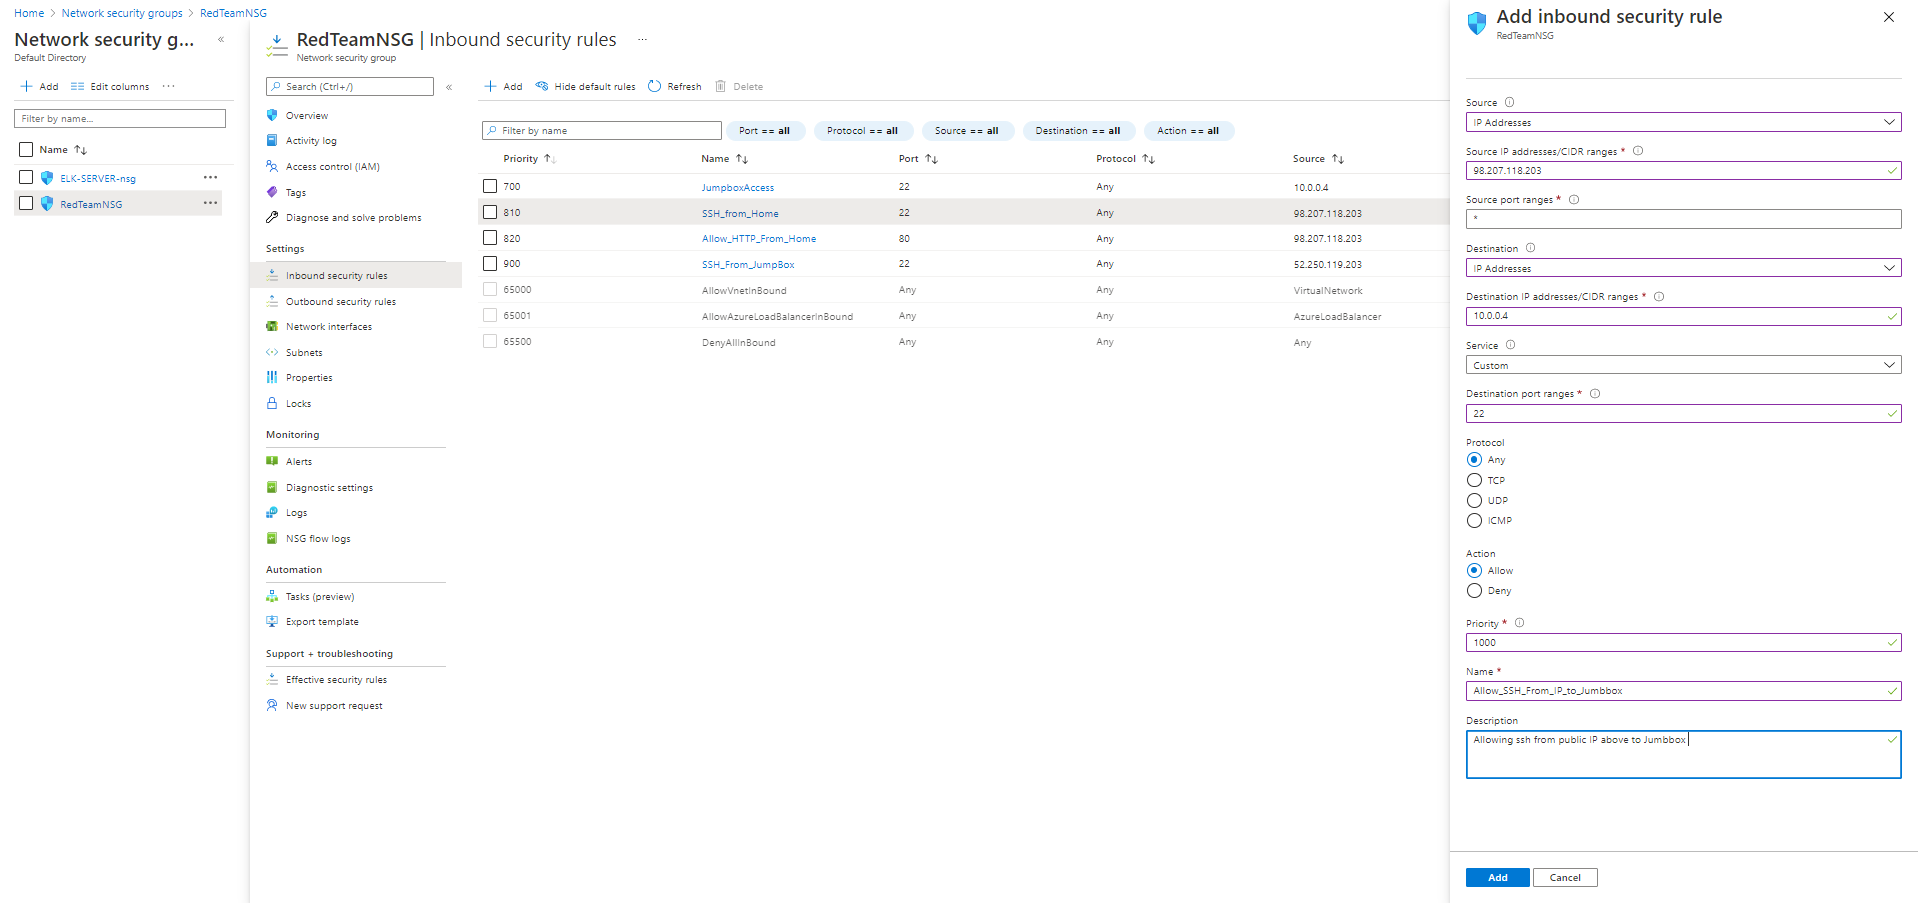 Home > Network security groups > RedTeamNSG
Network security g... «
Default Directory
+ Add Edit columns ...
Filter by name...
Name ↑↓
ELK-SERVER-nsg ...
RedTeamNSG ...
RedTeamNSG | Inbound security rules ...
Network security group
Search (Ctrl+/) «
Overview
Activity log
Access control (IAM)
Tags
Diagnose and solve problems
Settings
Inbound security rules
Outbound security rules
Network interfaces
Subnets
Properties
Locks
Monitoring
Alerts
Diagnostic settings
Logs
NSG flow logs
Automation
Tasks (preview)
Export template
Support + troubleshooting
Effective security rules
New support request
+ Add Hide default rules Refresh Delete
Filter by name Port == all Protocol == all Source == all Destination == all Action == all
Priority ↑↓ Name ↑↓ Port ↑↓ Protocol ↑↓ Source ↑↓
700 JumpboxAccess 22 Any 10.0.0.4
810 SSH_from_Home 22 Any 98.207.118.203
820 Allow_HTTP_From_Home 80 Any 98.207.118.203
900 SSH_From_JumpBox 22 Any 52.250.119.203
65000 AllowVnetInBound Any Any VirtualNetwork
65001 AllowAzureLoadBalancerInBound Any Any AzureLoadBalancer
65500 DenyAllInBound Any Any Any
Add inbound security rule
RedTeamNSG
Source
IP Addresses
Source IP addresses/CIDR ranges *
98.207.118.203
Source port ranges *
*
Destination
IP Addresses
Destination IP addresses/CIDR ranges *
10.0.0.4
Service
Custom
Destination port ranges *
22
Protocol
Any
TCP
UDP
ICMP
Action
Allow
Deny
Priority *
1000
Name *
Allow_SSH_From_IP_to_Jumbbox
Description
Allowing ssh from public IP above to Jumbbox
Add Cancel